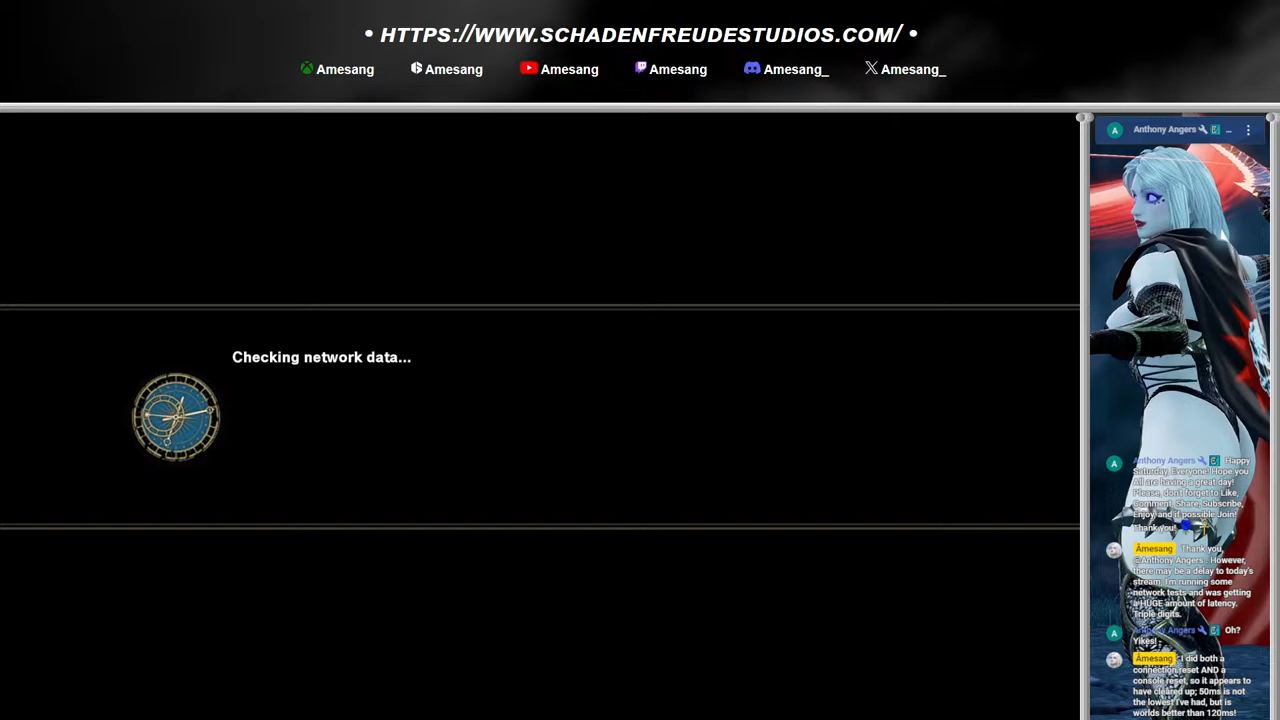 • HTTPS://WWW.SCHADENFREUDESTUDIOS.COM/ •
Amesang Amesang Amesang Amesang Amesang_ Amesang_
Checking network data...
A Anthony Angers ...
A Anthony Angers Happy
Saturday, Everyone! Hope you
All are having a great day!
Please, don't forget to Like,
Comment, Share, Subscribe,
Enjoy and if possible Join!
Thank you!
Âmesang Thank you,
@Anthony Angers . However,
there may be a delay to today's
stream. I'm running some
network tests and was getting
a HUGE amount of latency.
Triple digits.
A Anthony Angers Oh?
Yikes!
Âmesang I did both a
connection reset AND a
console reset, so it appears to
have cleared up; 50ms is not
the lowest I've had, but is
worlds better than 120ms!